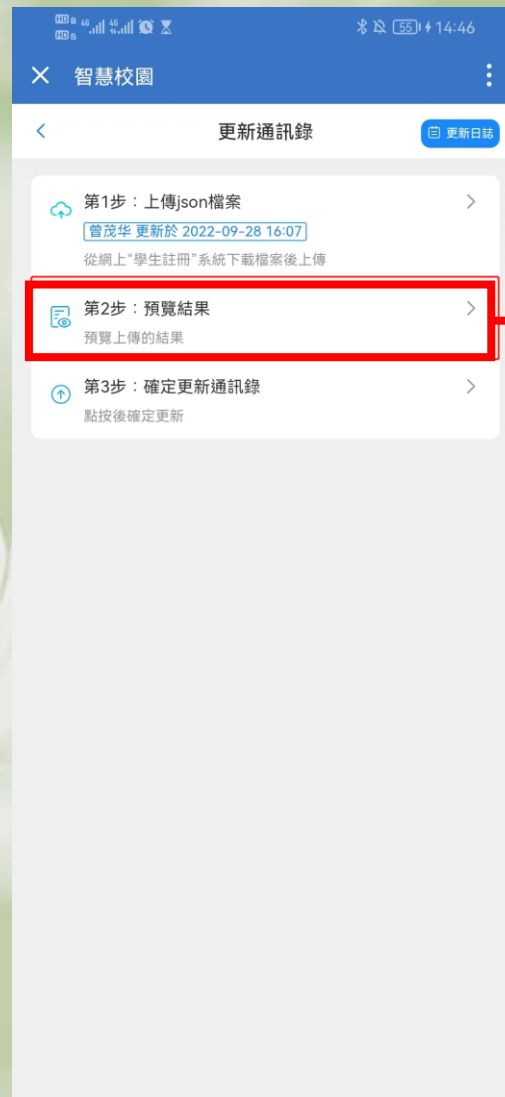 HD 46 46 55 14:46
智慧校園
更新通訊錄
更新日誌
第1步：上傳json檔案
曾茂华 更新於 2022-09-28 16:07
從網上“學生註冊”系統下載檔案後上傳
第2步：預覽結果
預覽上傳的結果
第3步：確定更新通訊錄
點按後確定更新